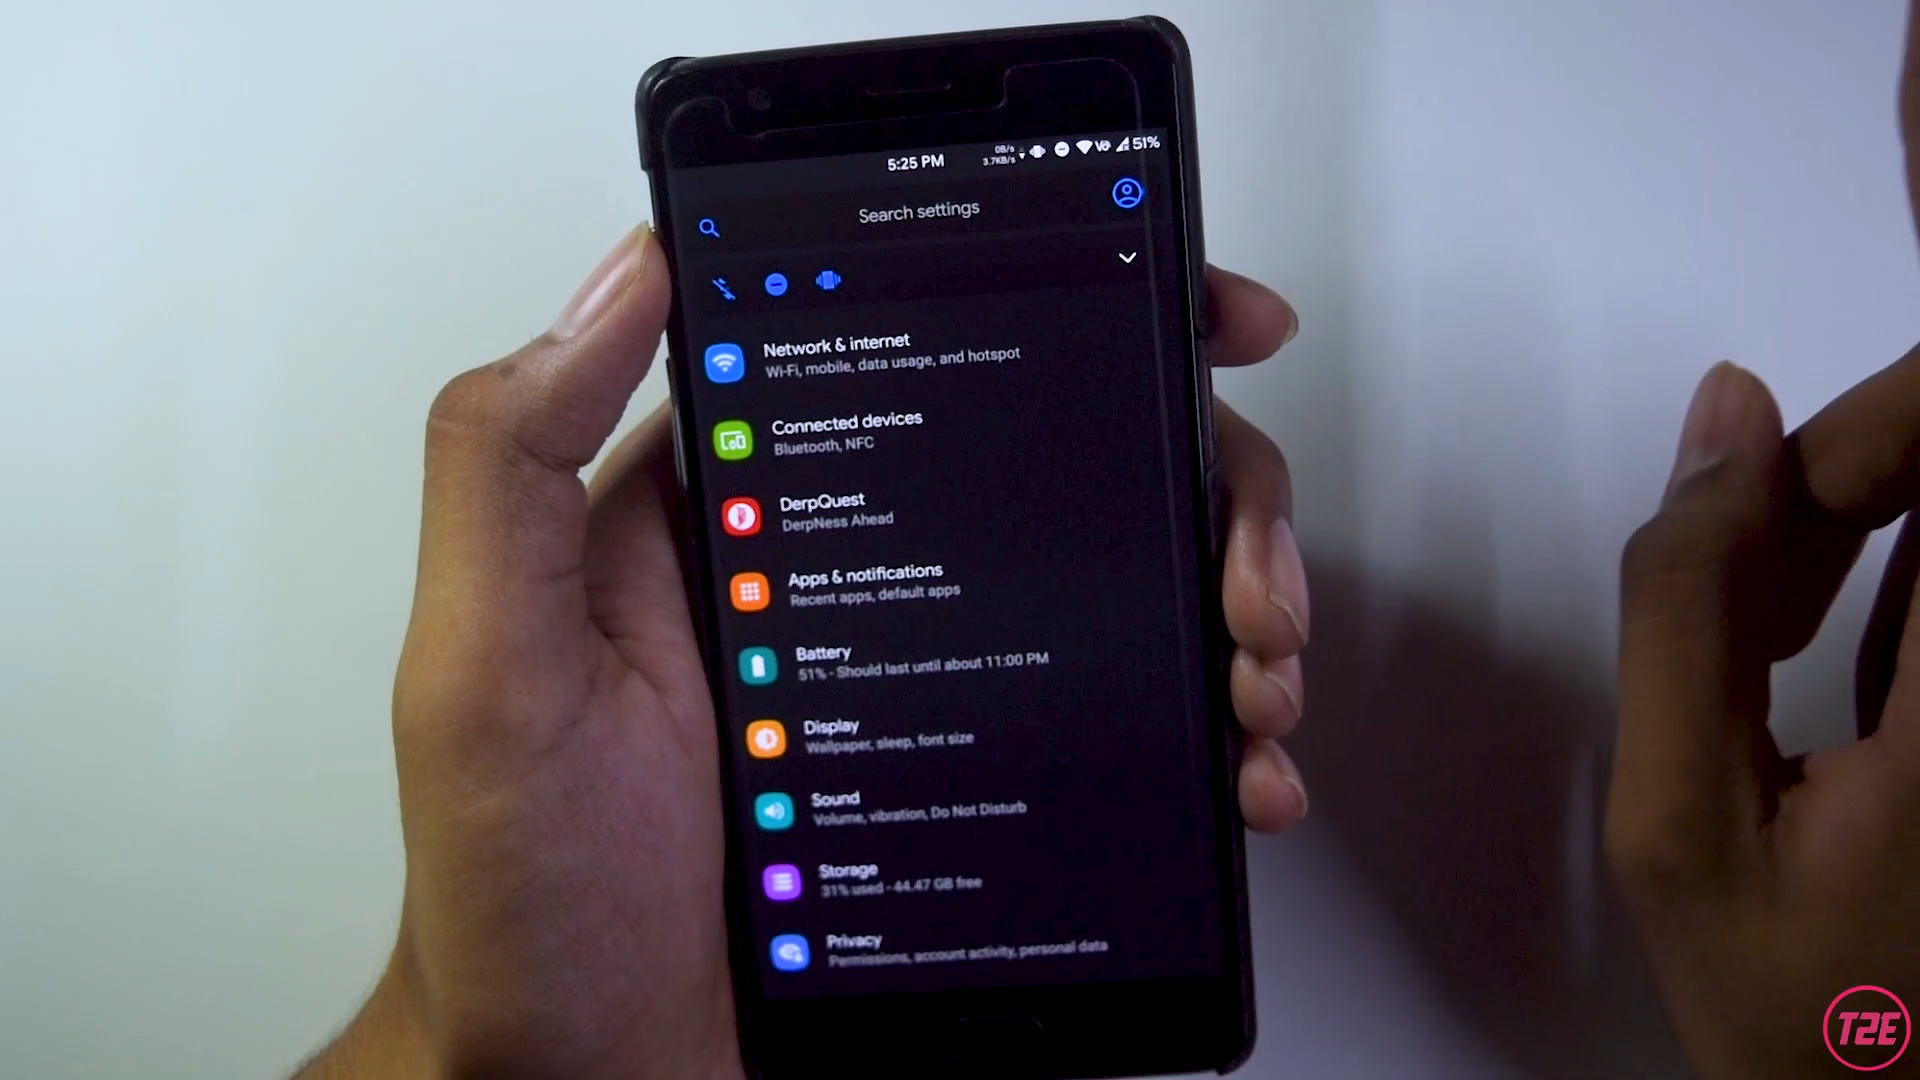 5:25 PM
0B/s
3.7KB/s
51%
Search settings
Network & internet
Wi-Fi, mobile, data usage, and hotspot
Connected devices
Bluetooth, NFC
DerpQuest
DerpNess Ahead
Apps & notifications
Recent apps, default apps
Battery
51% - Should last until about 11:00 PM
Display
Wallpaper, sleep, font size
Sound
Volume, vibration, Do Not Disturb
Storage
31% used - 44.47 GB free
Privacy
Permissions, account activity, personal data
T2E